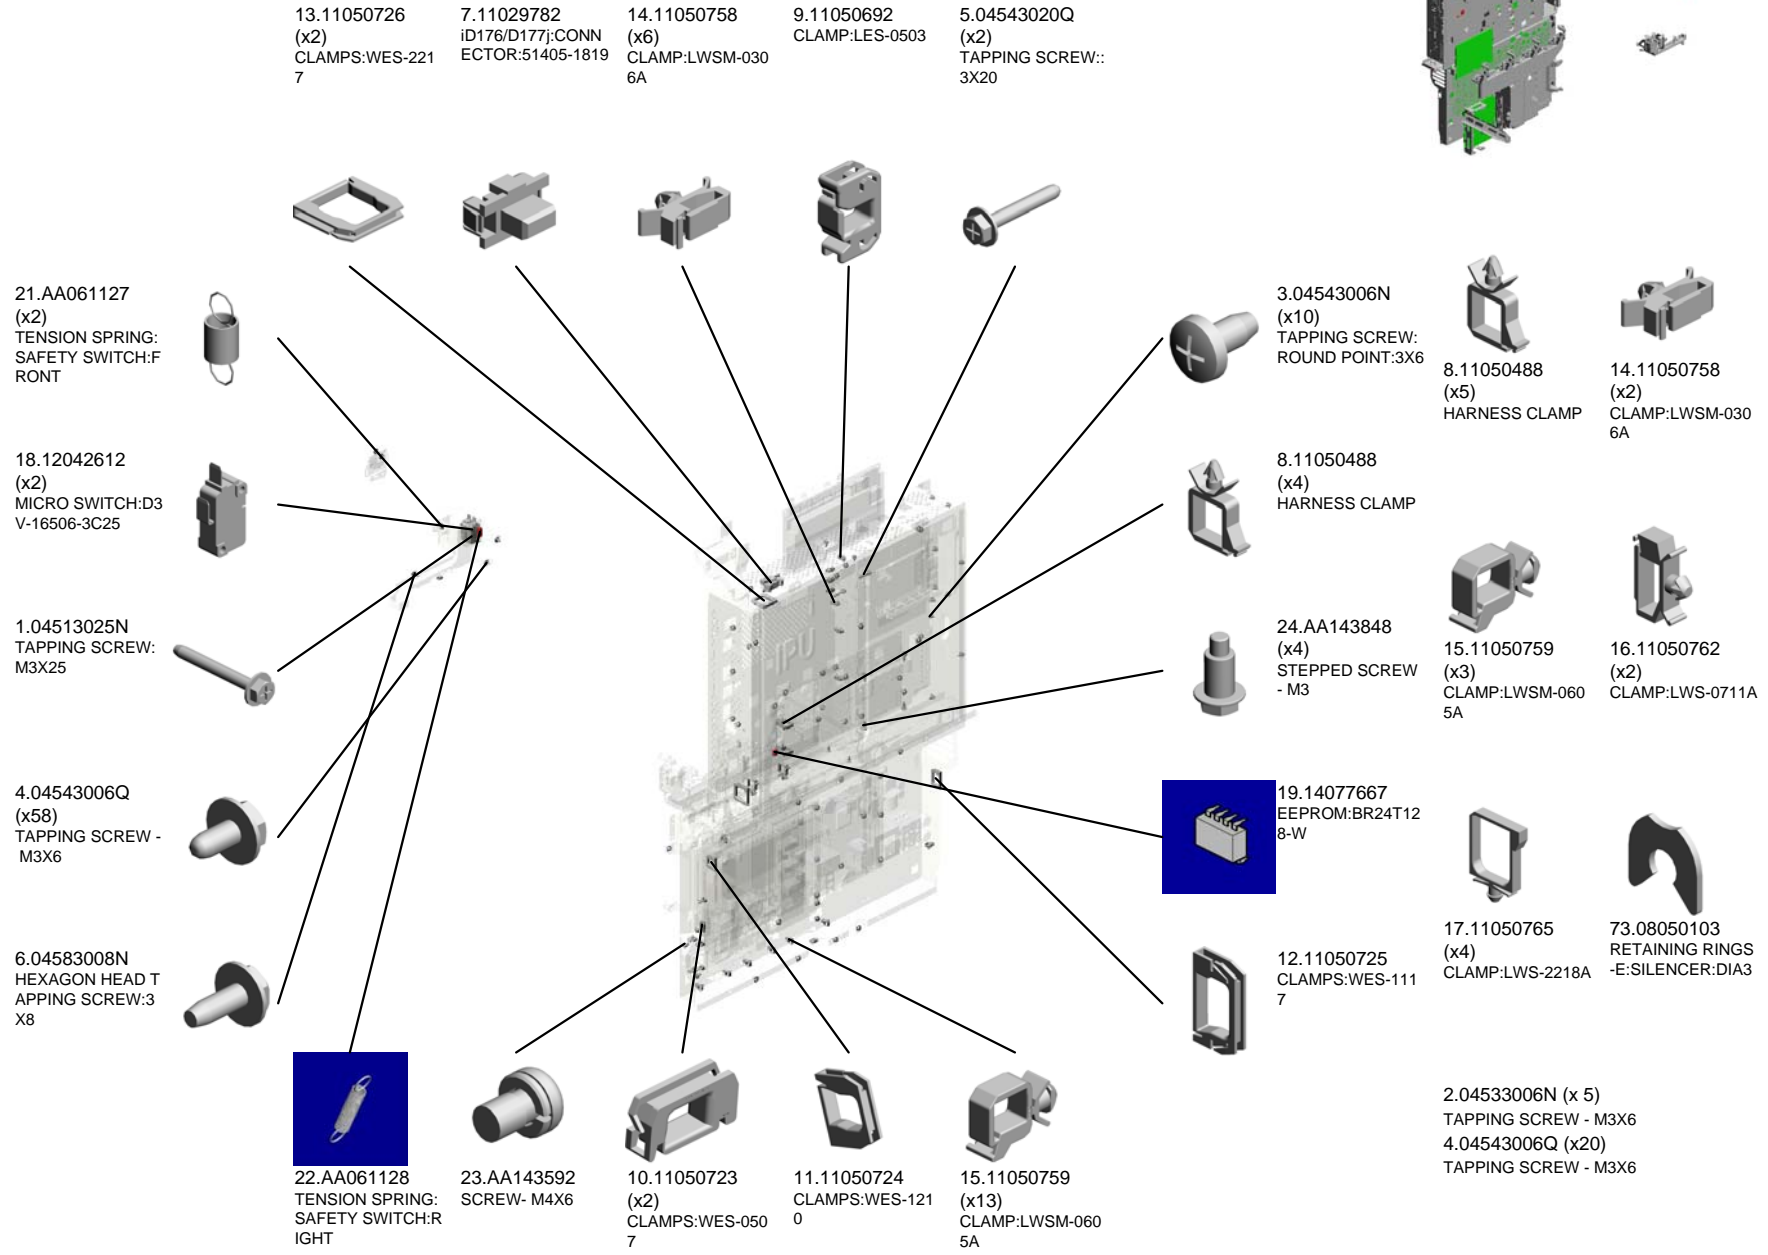 13.11050726
(x2)
CLAMPS:WES-221
7
7.11029782
iD176/D177j:CONN
ECTOR:51405-1819
14.11050758
(x6)
CLAMP:LWSM-030
6A
9.11050692
CLAMP:LES-0503
5.04543020Q
(x2)
TAPPING SCREW::
3X20
21.AA061127
(x2)
TENSION SPRING:
SAFETY SWITCH:F
RONT
18.12042612
(x2)
MICRO SWITCH:D3
V-16506-3C25
1.04513025N
TAPPING SCREW:
M3X25
4.04543006Q
(x58)
TAPPING SCREW -
M3X6
6.04583008N
HEXAGON HEAD T
APPING SCREW:3
X8
IPU
3.04543006N
(x10)
TAPPING SCREW:
ROUND POINT:3X6
8.11050488
(x4)
HARNESS CLAMP
24.AA143848
(x4)
STEPPED SCREW
- M3
19.14077667
EEPROM:BR24T12
8-W
12.11050725
CLAMPS:WES-111
7
8.11050488
(x5)
HARNESS CLAMP
14.11050758
(x2)
CLAMP:LWSM-030
6A
15.11050759
(x3)
CLAMP:LWSM-060
5A
16.11050762
(x2)
CLAMP:LWS-0711A
17.11050765
(x4)
CLAMP:LWS-2218A
73.08050103
RETAINING RINGS
-E:SILENCER:DIA3
22.AA061128
TENSION SPRING:
SAFETY SWITCH:R
IGHT
23.AA143592
SCREW- M4X6
10.11050723
(x2)
CLAMPS:WES-050
7
11.11050724
CLAMPS:WES-121
0
15.11050759
(x13)
CLAMP:LWSM-060
5A
2.04533006N (x 5)
TAPPING SCREW - M3X6
4.04543006Q (x20)
TAPPING SCREW - M3X6